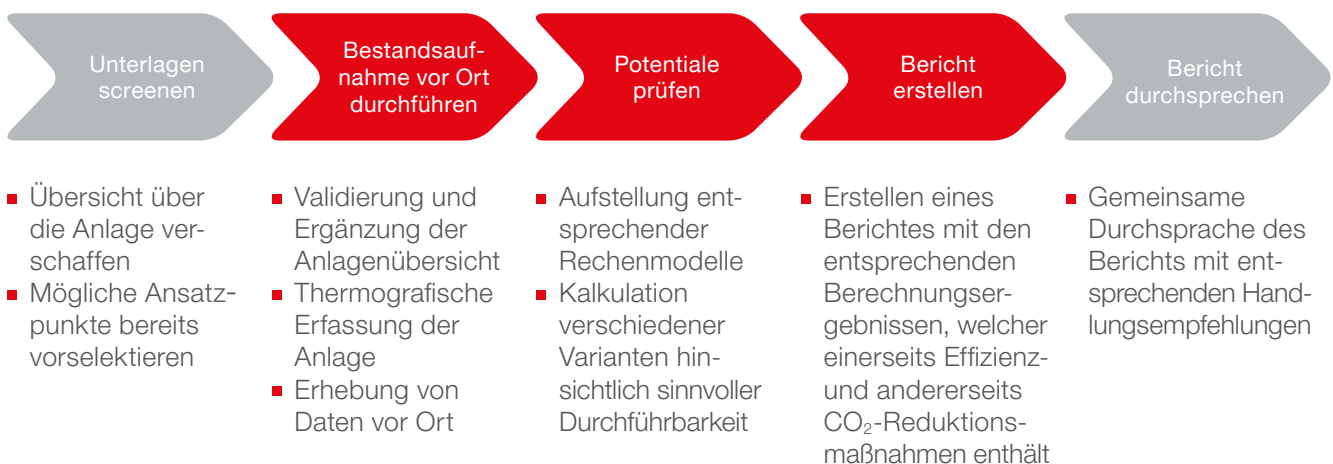 Unterlagen
screenen
Bestandsauf-
nahme vor Ort
durchführen
Potentiale
prüfen
Bericht
erstellen
Bericht
durchsprechen
Übersicht über
die Anlage ver-
schaffen
Mögliche Ansatz-
punkte bereits
vorselektieren
Validierung und
Ergänzung der
Anlagenübersicht
Thermografische
Erfassung der
Anlage
Erhebung von
Daten vor Ort
Aufstellung ent-
sprechender
Rechenmodelle
Kalkulation
verschiedener
Varianten hin-
sichtlich sinnvoller
Durchführbarkeit
Erstellen eines
Berichtes mit den
entsprechenden
Berechnungser-
gebnissen, welcher
einerseits Effizienz-
und andererseits
CO₂-Reduktions-
maßnahmen enthält
Gemeinsame
Durchsprache des
Berichts mit ent-
sprechenden Hand-
lungsempfehlungen